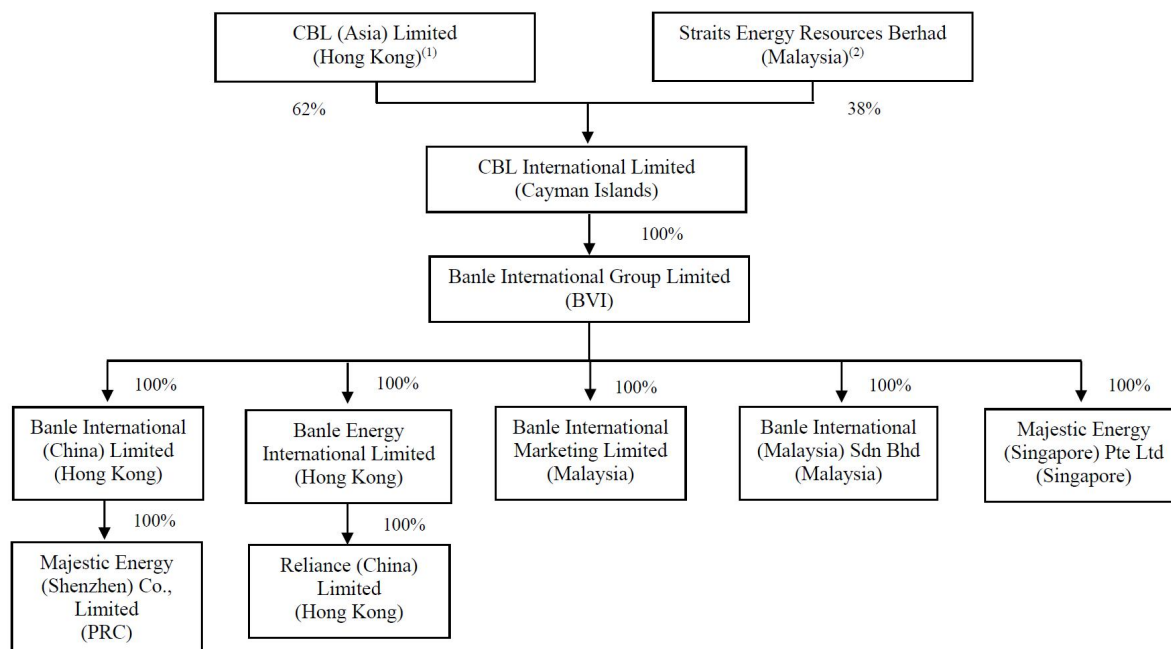 CBL (Asia) Limited
(Hong Kong)(1)
Straits Energy Resources Berhad
(Malaysia)(2)
62%
38%
CBL International Limited
(Cayman Islands)
100%
Banle International Group Limited
(BVI)
100%
100%
100%
100%
100%
Banle International
(China) Limited
(Hong Kong)
Banle Energy
International Limited
(Hong Kong)
Banle International
Marketing Limited
(Malaysia)
Banle International
(Malaysia) Sdn Bhd
(Malaysia)
Majestic Energy
(Singapore) Pte Ltd
(Singapore)
100%
100%
Majestic Energy
(Shenzhen) Co.,
Limited
(PRC)
Reliance (China)
Limited
(Hong Kong)